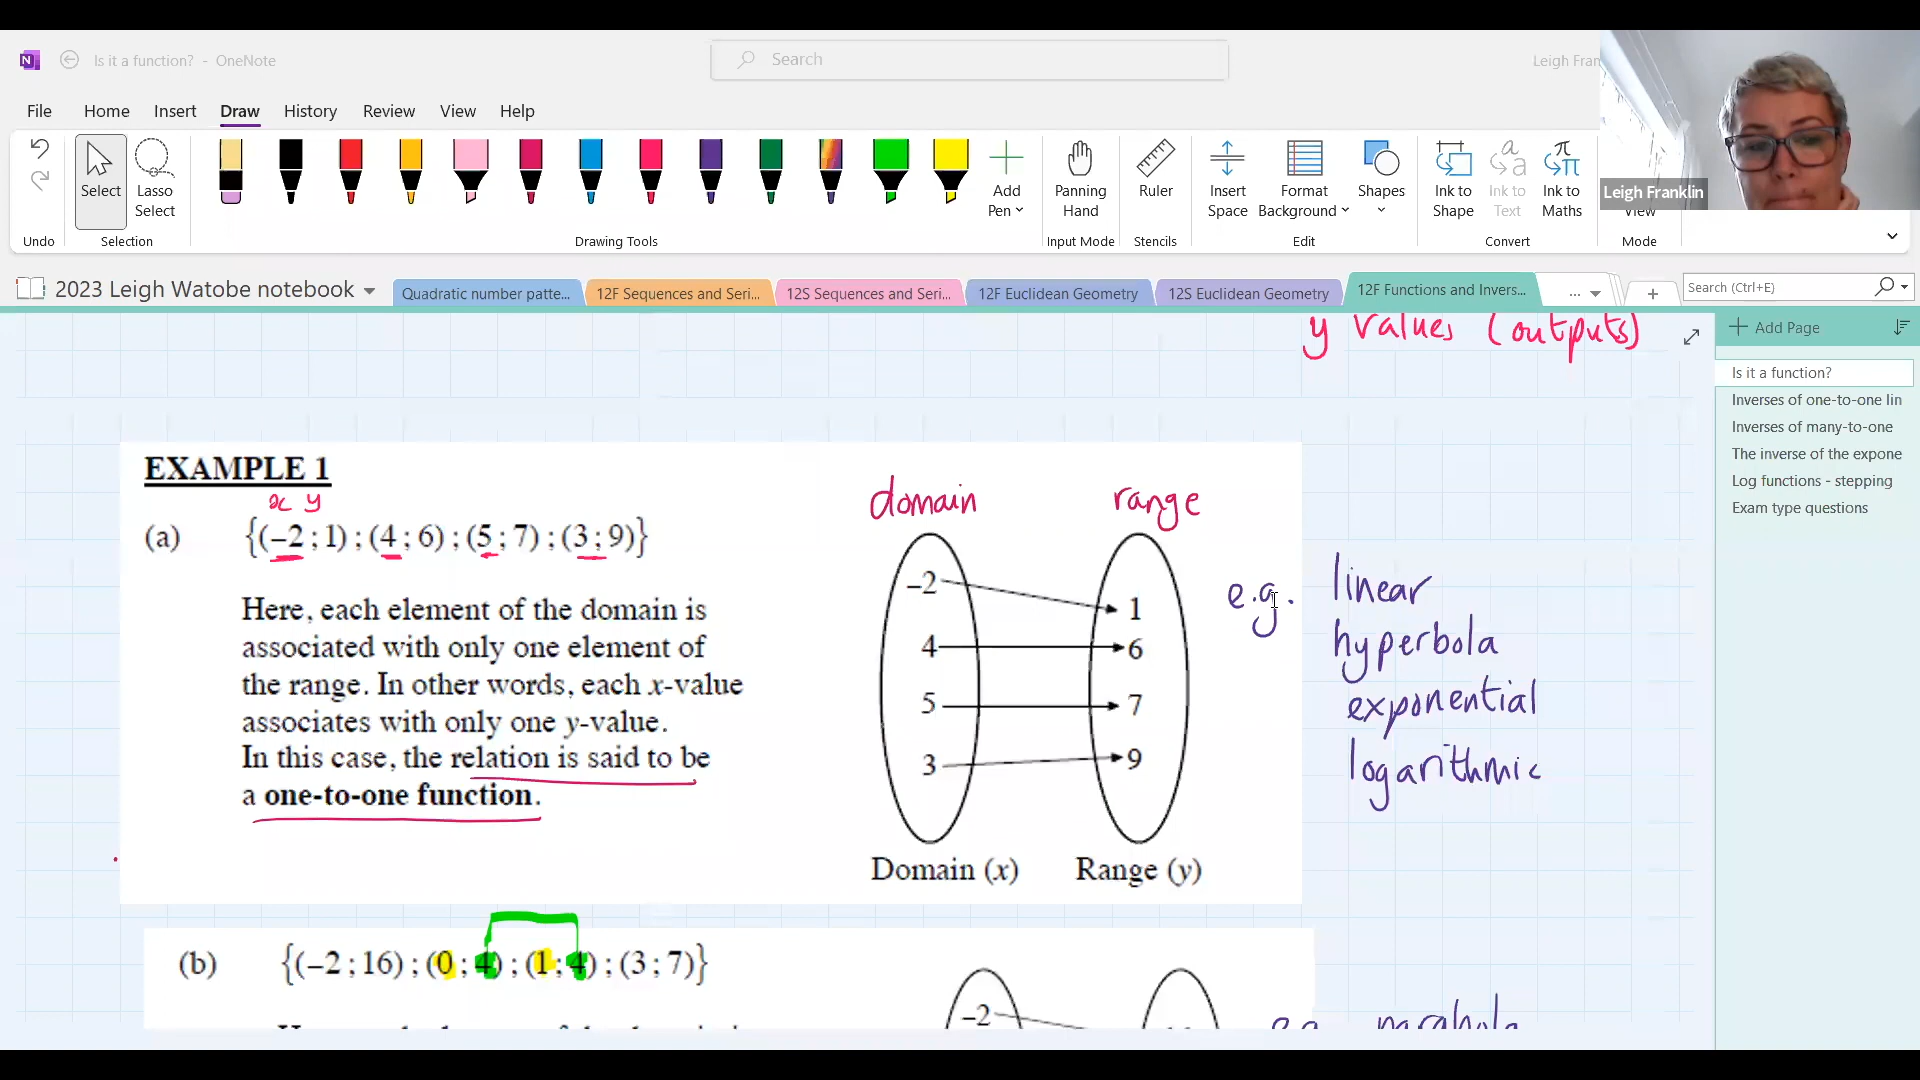 Is it a function? - OneNote
Search
Leigh Fran
File Home Insert Draw History Review View Help
Undo
Select
Lasso Select
Selection
Drawing Tools
Add Pen
Panning Hand
Input Mode
Ruler
Stencils
Insert Space
Format Background
Shapes
Edit
Ink to Shape
Ink to Text
Ink to Maths
Convert
View
Mode
Leigh Franklin
2023 Leigh Watobe notebook
Quadratic number patte...
12F Sequences and Seri...
12S Sequences and Seri...
12F Euclidean Geometry
12S Euclidean Geometry
12F Functions and Invers...
Search (Ctrl+E)
Add Page
Is it a function?
Inverses of one-to-one lin
Inverses of many-to-one
The inverse of the expone
Log functions - stepping
Exam type questions
y values (outputs)
EXAMPLE 1
x y
(a) {(−2 ; 1) ; (4 ; 6) ; (5 ; 7) ; (3 ; 9)}
Here, each element of the domain is
associated with only one element of
the range. In other words, each x-value
associates with only one y-value.
In this case, the relation is said to be
a one-to-one function.
domain range
−2 1
4 6
5 7
3 9
Domain (x) Range (y)
e.g. linear
hyperbola
exponential
logarithmic
(b) {(−2 ; 16) ; (0 ; 4) ; (1 ; 4) ; (3 ; 7)}
−2
e.g. parabola